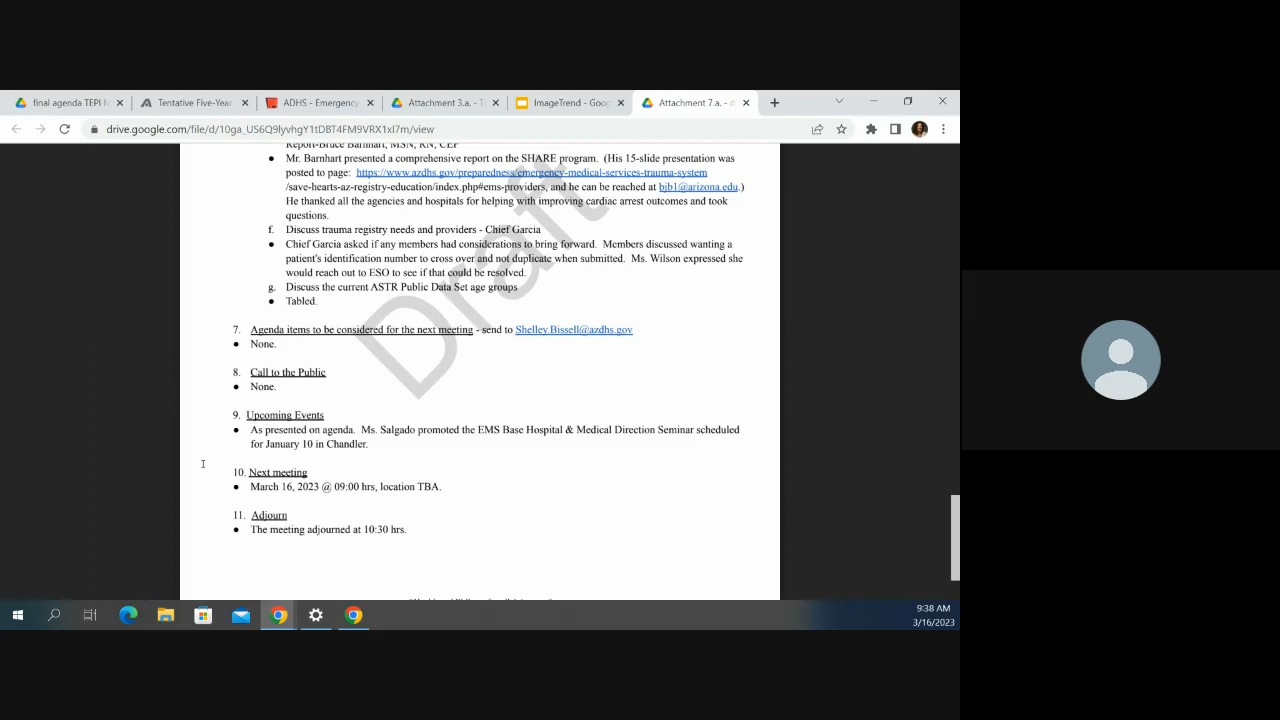 final agenda TEPI M
Tentative Five-Year
ADHS - Emergency
Attachment 3.a. - T
ImageTrend - Goog
Attachment 7.a. - d
drive.google.com/file/d/10ga_US6Q9lyvhgY1tDBT4FM9VRX1xI7m/view
Report-Bruce Barnhart, MSN, RN, CEP
● Mr. Barnhart presented a comprehensive report on the SHARE program. (His 15-slide presentation was
posted to page: https://www.azdhs.gov/preparedness/emergency-medical-services-trauma-system
/save-hearts-az-registry-education/index.php#ems-providers, and he can be reached at bjb1@arizona.edu.)
He thanked all the agencies and hospitals for helping with improving cardiac arrest outcomes and took
questions.
f. Discuss trauma registry needs and providers - Chief Garcia
● Chief Garcia asked if any members had considerations to bring forward. Members discussed wanting a
patient's identification number to cross over and not duplicate when submitted. Ms. Wilson expressed she
would reach out to ESO to see if that could be resolved.
g. Discuss the current ASTR Public Data Set age groups
● Tabled.
Draft
7. Agenda items to be considered for the next meeting - send to Shelley.Bissell@azdhs.gov
● None.
8. Call to the Public
● None.
9. Upcoming Events
● As presented on agenda. Ms. Salgado promoted the EMS Base Hospital & Medical Direction Seminar scheduled
for January 10 in Chandler.
10. Next meeting
● March 16, 2023 @ 09:00 hrs, location TBA.
11. Adjourn
● The meeting adjourned at 10:30 hrs.
9:38 AM
3/16/2023